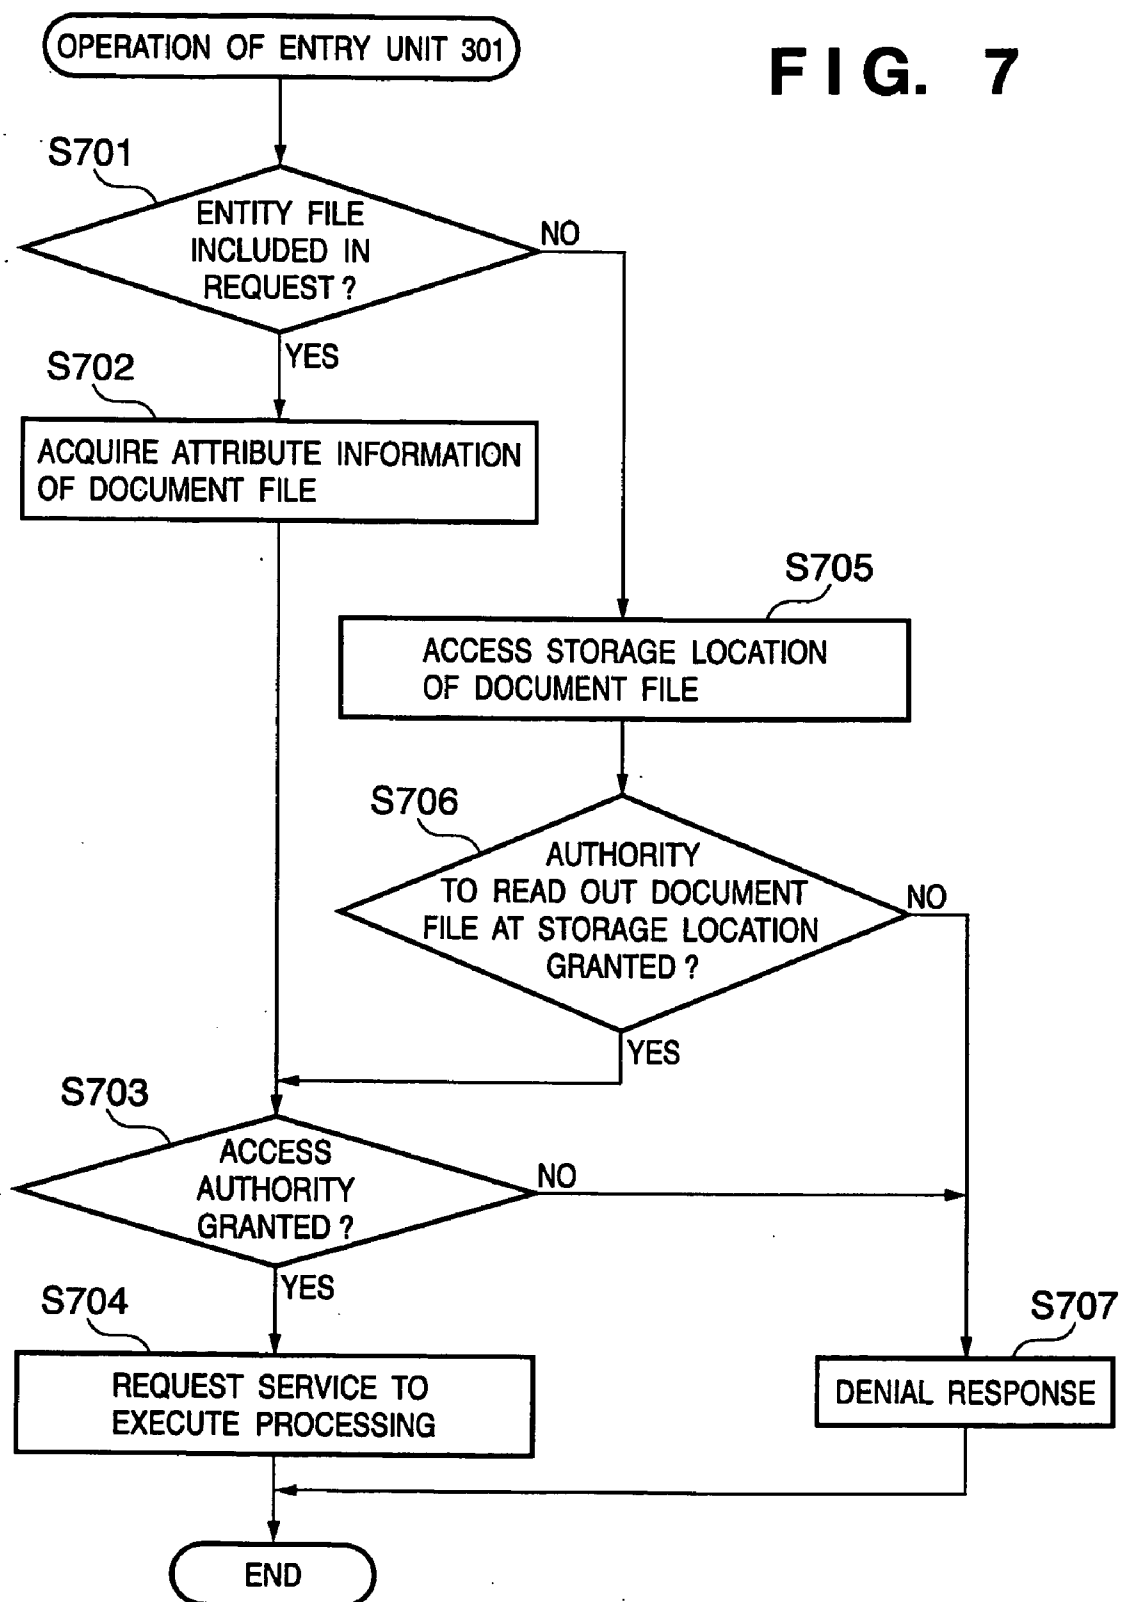 OPERATION OF ENTRY UNIT 301
FIG. 7
S701
ENTITY FILE
INCLUDED IN
REQUEST?
NO
YES
S702
ACQUIRE ATTRIBUTE INFORMATION
OF DOCUMENT FILE
S705
ACCESS STORAGE LOCATION
OF DOCUMENT FILE
S706
AUTHORITY
TO READ OUT DOCUMENT
FILE AT STORAGE LOCATION
GRANTED?
NO
YES
S703
ACCESS
AUTHORITY
GRANTED?
NO
YES
S704
REQUEST SERVICE TO
EXECUTE PROCESSING
S707
DENIAL RESPONSE
END